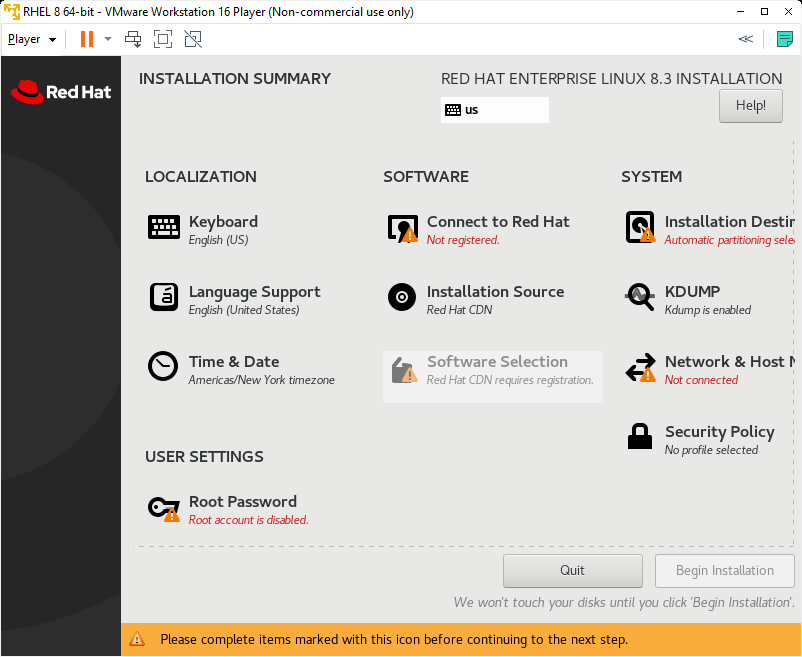 RHEL 8 64-bit - VMware Workstation 16 Player (Non-commercial use only)
Player
Red Hat
INSTALLATION SUMMARY
RED HAT ENTERPRISE LINUX 8.3 INSTALLATION
us
Help!
LOCALIZATION
Keyboard
English (US)
Language Support
English (United States)
Time & Date
Americas/New York timezone
USER SETTINGS
Root Password
Root account is disabled.
SOFTWARE
Connect to Red Hat
Not registered.
Installation Source
Red Hat CDN
Software Selection
Red Hat CDN requires registration.
SYSTEM
Installation Destin
Automatic partitioning sele
KDUMP
Kdump is enabled
Network & Host N
Not connected
Security Policy
No profile selected
Quit
Begin Installation
We won't touch your disks until you click 'Begin Installation'.
Please complete items marked with this icon before continuing to the next step.